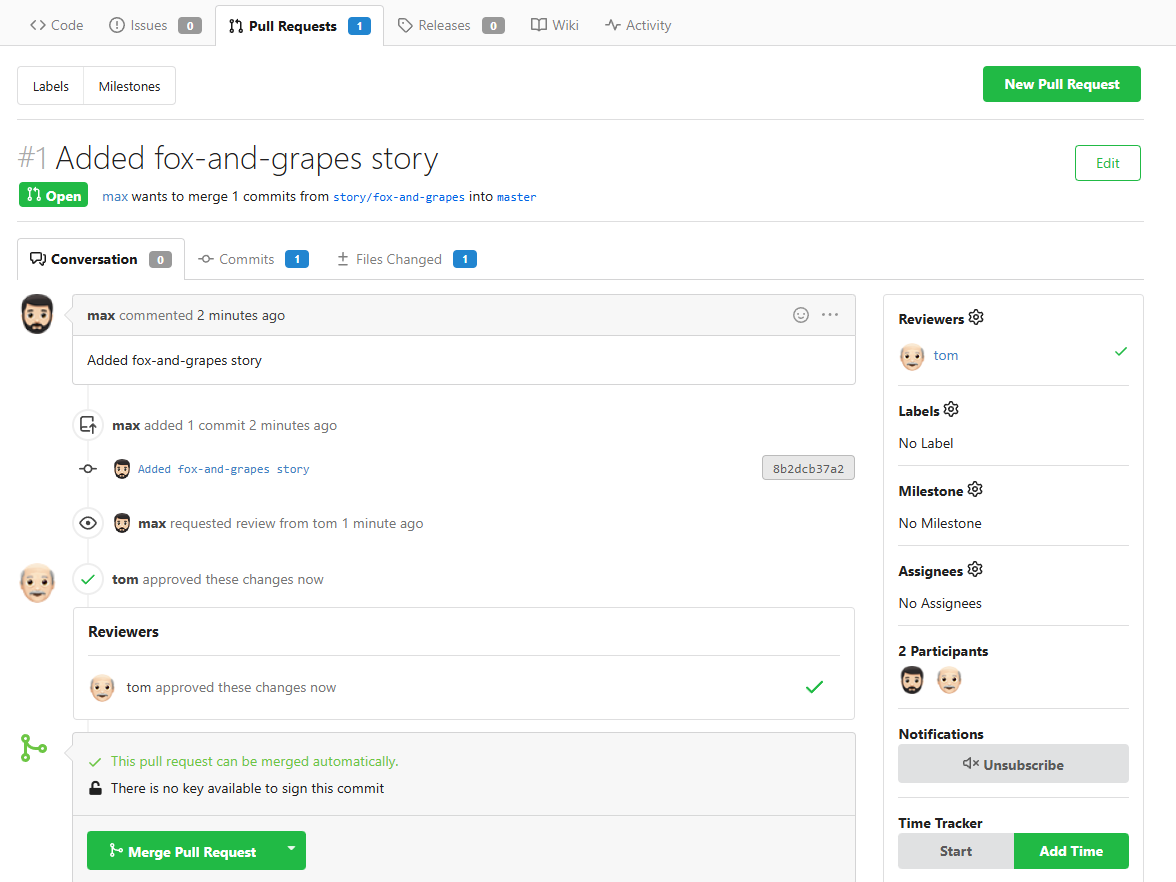 Code Issues 0 Pull Requests 1 Releases 0 Wiki Activity
Labels Milestones New Pull Request
#1 Added fox-and-grapes story Edit
Open max wants to merge 1 commits from story/fox-and-grapes into master
Conversation 0 Commits 1 Files Changed 1
max commented 2 minutes ago
Added fox-and-grapes story
max added 1 commit 2 minutes ago
Added fox-and-grapes story 8b2dcb37a2
max requested review from tom 1 minute ago
tom approved these changes now
Reviewers
tom approved these changes now
This pull request can be merged automatically.
There is no key available to sign this commit
Merge Pull Request
Reviewers
tom
Labels
No Label
Milestone
No Milestone
Assignees
No Assignees
2 Participants
Notifications
Unsubscribe
Time Tracker
Start Add Time